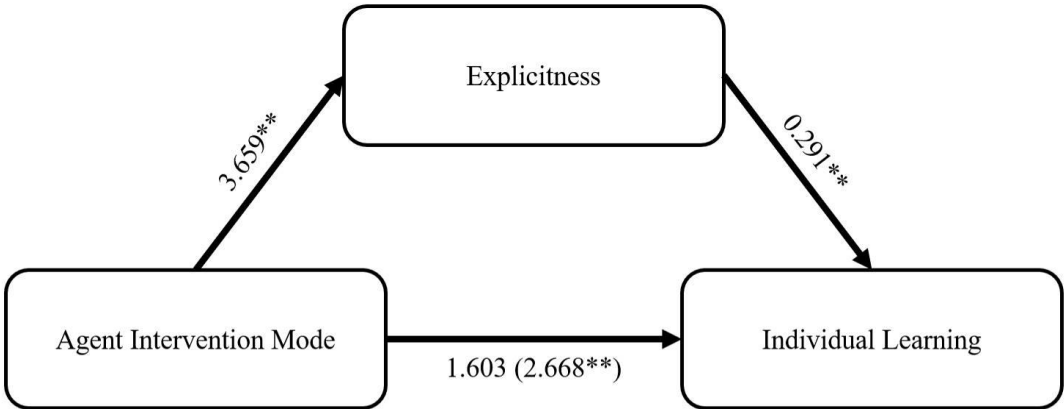 Explicitness
3.659**
0.291**
Agent Intervention Mode
1.603 (2.668**)
Individual Learning